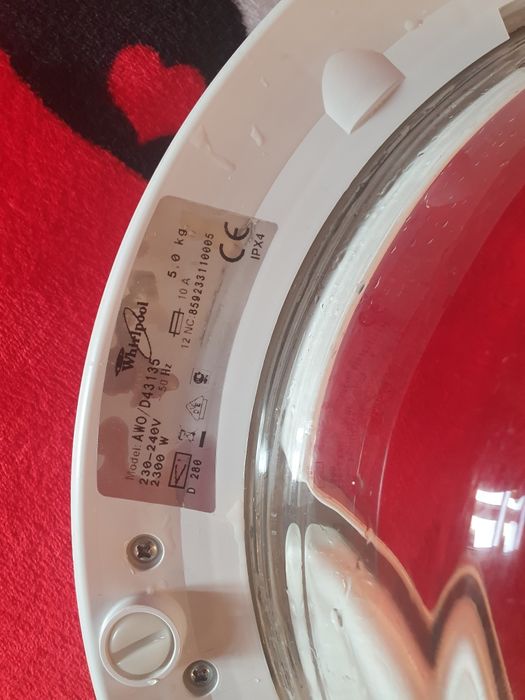 Whirlpool
5.0 kg
Model: AWO/D43135
230-240V 50 Hz
10 A
2300 W
12 NC: 859233110005
CE
IPX4
D 280